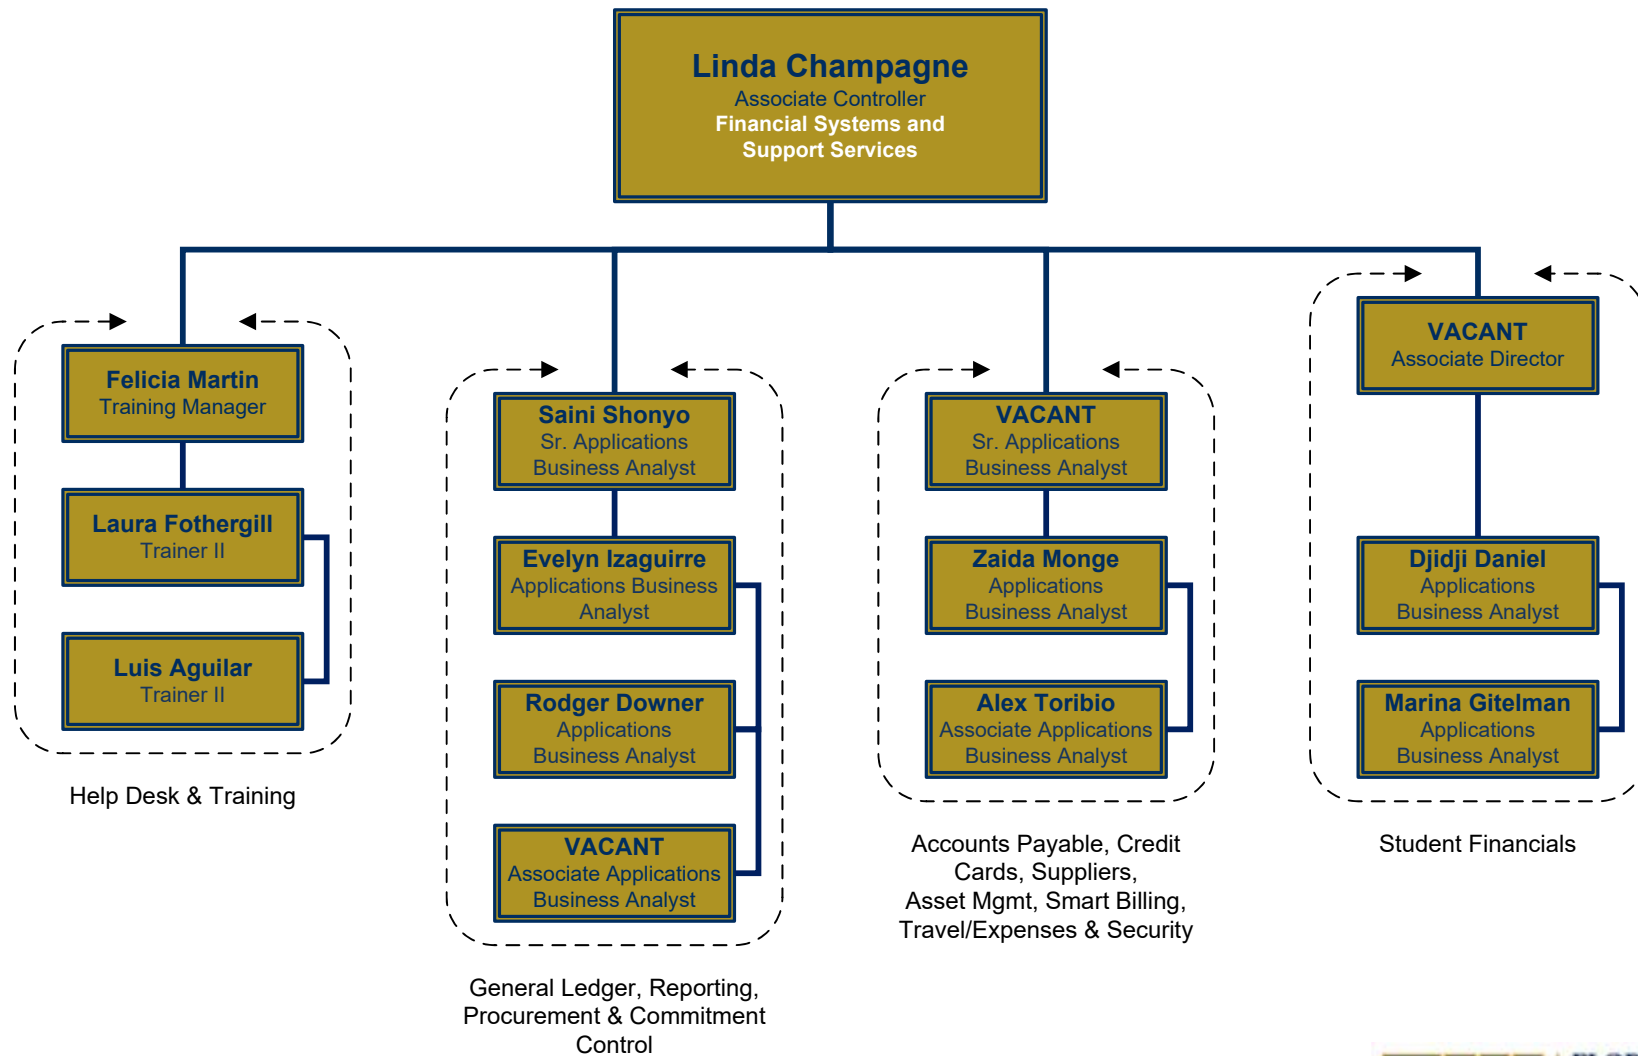 Linda Champagne
Associate Controller
Financial Systems and
Support Services
Felicia Martin
Training Manager
Laura Fothergill
Trainer II
Luis Aguilar
Trainer II
Help Desk & Training
Saini Shonyo
Sr. Applications
Business Analyst
Evelyn Izaguirre
Applications Business
Analyst
Rodger Downer
Applications
Business Analyst
VACANT
Associate Applications
Business Analyst
General Ledger, Reporting,
Procurement & Commitment
Control
VACANT
Sr. Applications
Business Analyst
Zaida Monge
Applications
Business Analyst
Alex Toribio
Associate Applications
Business Analyst
Accounts Payable, Credit
Cards, Suppliers,
Asset Mgmt, Smart Billing,
Travel/Expenses & Security
VACANT
Associate Director
Djidji Daniel
Applications
Business Analyst
Marina Gitelman
Applications
Business Analyst
Student Financials